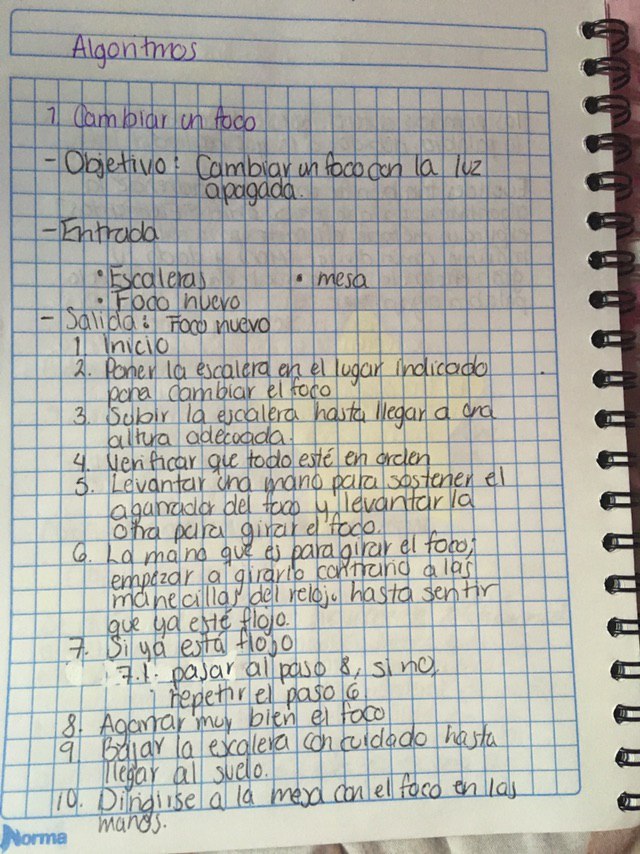 Algoritmos
1. Cambiar un foco
- Objetivo: Cambiar un foco con la luz
apagada.
- Entrada
• Escaleras • mesa
• Foco nuevo
- Salida: Foco nuevo
1. Inicio
2. Poner la escalera en el lugar indicado
para cambiar el foco
3. Subir la escalera hasta llegar a una
altura adecuada.
4. Verificar que todo esté en orden
5. Levantar una mano para sostener el
agarrador del foco y levantar la
otra para girar el foco.
6. La mano que es para girar el foco;
empezar a girarlo contrario a las
manecillas del reloj. hasta sentir
que ya esté flojo.
7. Si ya está flojo
7.1. pasar al paso 8, si no,
repetir el paso 6
8. Agarrar muy bien el foco
9. Bajar la escalera con cuidado hasta
llegar al suelo.
10. Dirigirse a la mesa con el foco en las
manos.
Norma